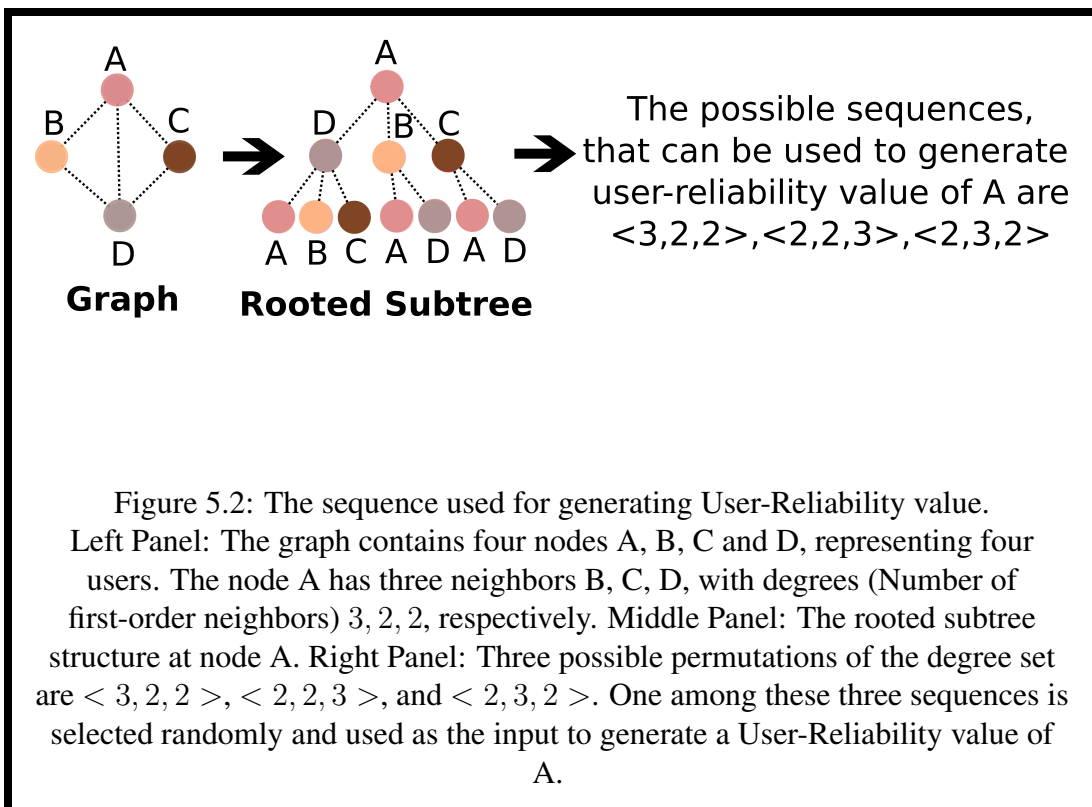 A
B
C
D
Graph
A
D
B
C
A B C A D A D
Rooted Subtree
The possible sequences,
that can be used to generate
user-reliability value of A are
<3,2,2>,<2,2,3>,<2,3,2>
Figure 5.2: The sequence used for generating User-Reliability value.
Left Panel: The graph contains four nodes A, B, C and D, representing four
users. The node A has three neighbors B, C, D, with degrees (Number of
first-order neighbors) 3, 2, 2, respectively. Middle Panel: The rooted subtree
structure at node A. Right Panel: Three possible permutations of the degree set
are < 3, 2, 2 >, < 2, 2, 3 >, and < 2, 3, 2 >. One among these three sequences is
selected randomly and used as the input to generate a User-Reliability value of
A.